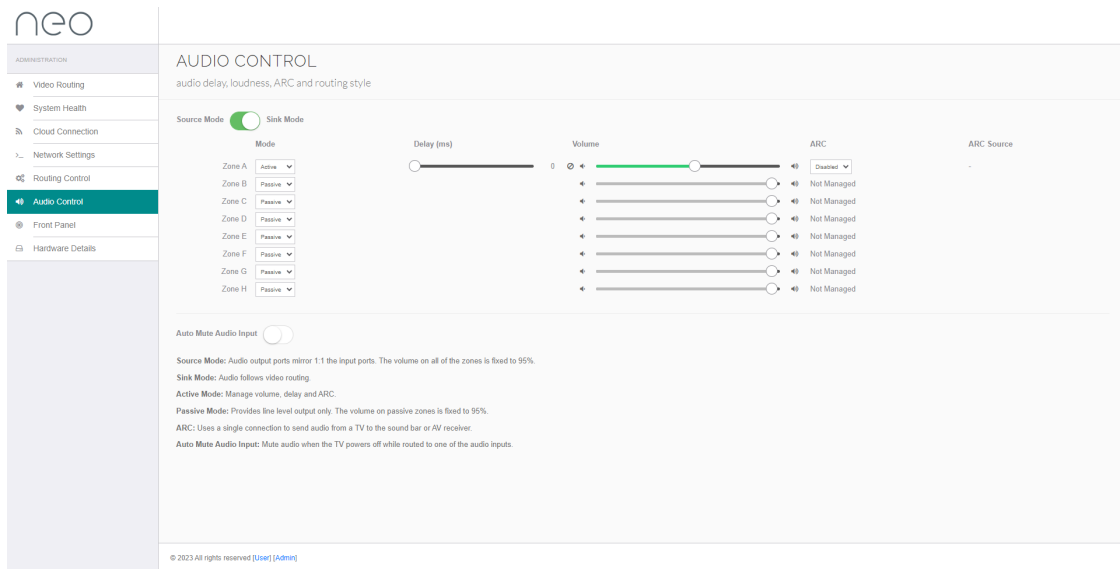 neo
ADMINISTRATION
Video Routing
System Health
Cloud Connection
Network Settings
Routing Control
Audio Control
Front Panel
Hardware Details
AUDIO CONTROL
audio delay, loudness, ARC and routing style
Source Mode Sink Mode
Mode Delay (ms) Volume ARC ARC Source
Zone A Active 0 Disabled -
Zone B Passive Not Managed
Zone C Passive Not Managed
Zone D Passive Not Managed
Zone E Passive Not Managed
Zone F Passive Not Managed
Zone G Passive Not Managed
Zone H Passive Not Managed
Auto Mute Audio Input
Source Mode: Audio output ports mirror 1:1 the input ports. The volume on all of the zones is fixed to 95%.
Sink Mode: Audio follows video routing.
Active Mode: Manage volume, delay and ARC.
Passive Mode: Provides line level output only. The volume on passive zones is fixed to 95%.
ARC: Uses a single connection to send audio from a TV to the sound bar or AV receiver.
Auto Mute Audio Input: Mute audio when the TV powers off while routed to one of the audio inputs.
© 2023 All rights reserved [User] [Admin]